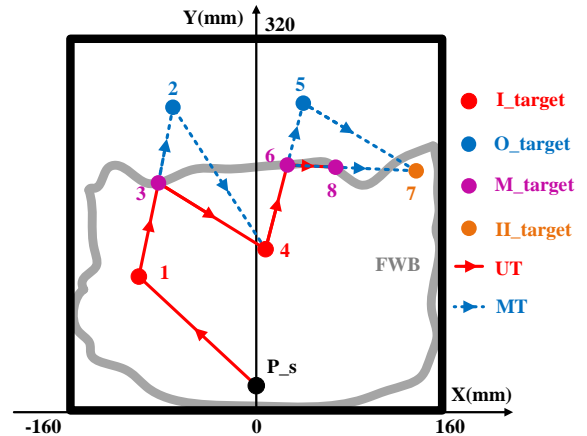 Y(mm) 320
2
5
I_target
O_target
6
3
8
7
M_target
4
II_target
1
FWB
UT
MT
P_s
X(mm)
-160
0
160